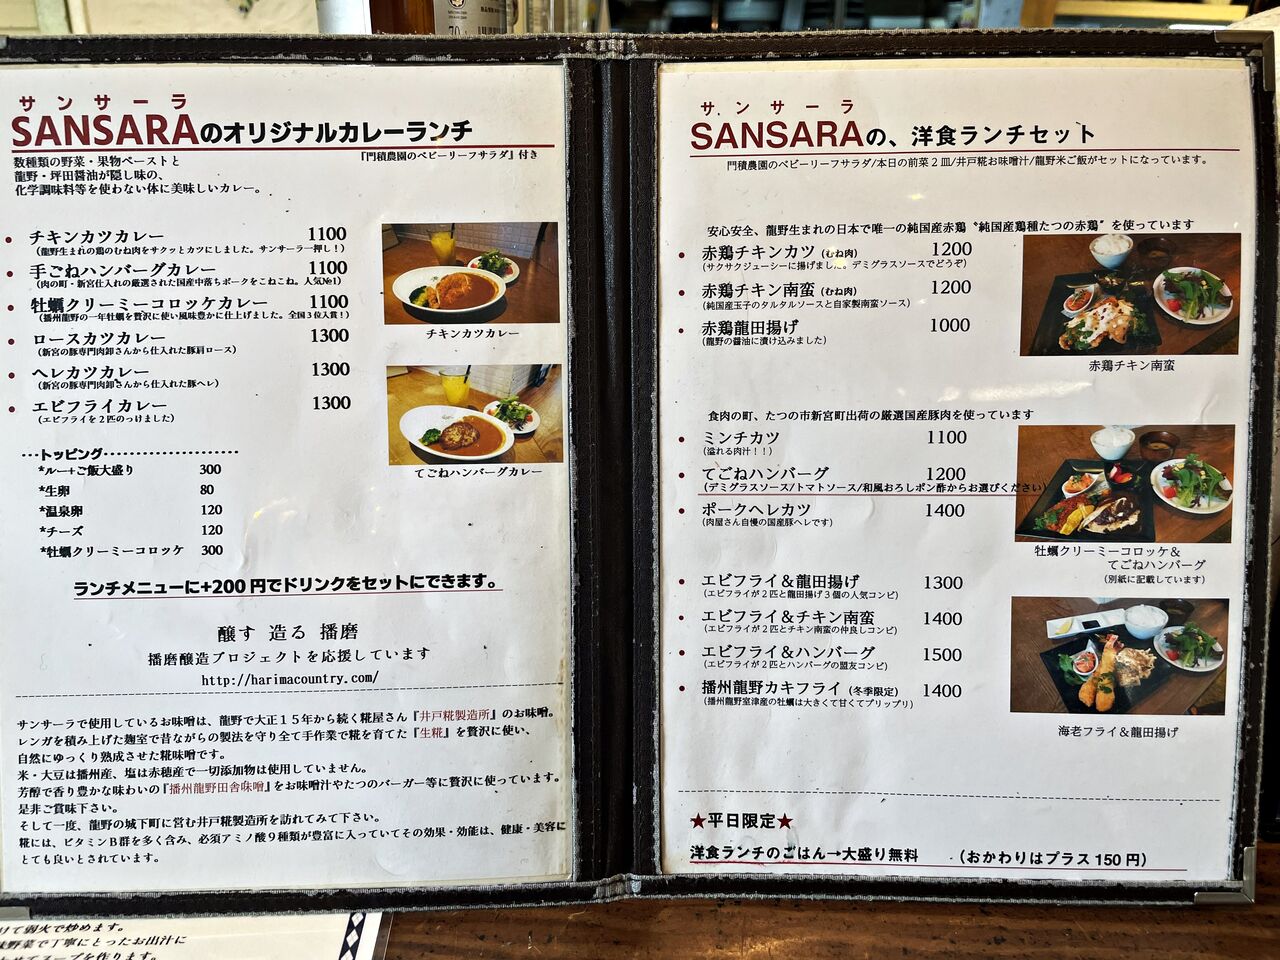 サンサーラ
SANSARAのオリジナルカレーランチ
数種類の野菜・果物ペーストと
龍野・坪田醤油が隠し味の、
化学調味料等を使わない体に美味しいカレー。
『門積農園のベビーリーフサラダ』付き
チキンカツカレー 1100
(龍野生まれの鶏のむね肉をサクッとカツにしました。サンサーラ一押し!)
手ごねハンバーグカレー 1100
(肉の町・新宮仕入れの厳選された国産中落ちポークをこねこね。人気№1)
牡蠣クリーミーコロッケカレー 1100
(播州龍野の一年牡蠣を贅沢に使い風味豊かに仕上げました。全国3位入賞!)
ロースカツカレー 1300
(新宮の豚専門肉卸さんから仕入れた豚肩ロース)
ヘレカツカレー 1300
(新宮の豚専門肉卸さんから仕入れた豚ヘレ)
エビフライカレー 1300
(エビフライを2匹のっけました)
チキンカツカレー
てごねハンバーグカレー
・・・トッピング・・・・・・・・・・・・・・・・・・
*ルー+ご飯大盛り 300
*生卵 80
*温泉卵 120
*チーズ 120
*牡蠣クリーミーコロッケ 300
ランチメニューに+200円でドリンクをセットにできます。
醸す 造る 播磨
播磨醸造プロジェクトを応援しています
http://harimacountry.com/
サンサーラで使用しているお味噌は、龍野で大正15年から続く糀屋さん『井戸糀製造所』のお味噌。
レンガを積み上げた麹室で昔ながらの製法を守り全て手作業で糀を育てた『生糀』を贅沢に使い、
自然にゆっくり熟成させた糀味噌です。
米・大豆は播州産、塩は赤穂産で一切添加物は使用していません。
芳醇で香り豊かな味わいの『播州龍野田舎味噌』をお味噌汁やたつのバーガー等に贅沢に使っています。
是非ご賞味下さい。
そして一度、龍野の城下町に営む井戸糀製造所を訪れてみて下さい。
糀には、ビタミンB群を多く含み、必須アミノ酸9種類が豊富に入っていてその効果・効能は、健康・美容に
とても良いとされています。
サンサーラ
SANSARAの、洋食ランチセット
門積農園のベビーリーフサラダ/本日の前菜2皿/井戸糀お味噌汁/龍野米ご飯がセットになっています。
安心安全、龍野生まれの日本で唯一の純国産赤鶏〝純国産鶏種たつの赤鶏〟を使っています
赤鶏チキンカツ (むね肉) 1200
(サクサクジューシーに揚げました。デミグラスソースでどうぞ)
赤鶏チキン南蛮 (むね肉) 1200
(純国産玉子のタルタルソースと自家製南蛮ソース)
赤鶏龍田揚げ 1000
(龍野の醤油に漬け込みました)
赤鶏チキン南蛮
食肉の町、たつの市新宮町出荷の厳選国産豚肉を使っています
ミンチカツ 1100
(溢れる肉汁!!)
てごねハンバーグ 1200
(デミグラスソース/トマトソース/和風おろしポン酢からお選びください)
ポークヘレカツ 1400
(肉屋さん自慢の国産豚ヘレです)
牡蠣クリーミーコロッケ&
てごねハンバーグ
(別紙に記載しています)
エビフライ&龍田揚げ 1300
(エビフライが2匹と龍田揚げ3個の人気コンビ)
エビフライ&チキン南蛮 1400
(エビフライが2匹とチキン南蛮の仲良しコンビ)
エビフライ&ハンバーグ 1500
(エビフライが2匹とハンバーグの盟友コンビ)
播州龍野カキフライ (冬季限定) 1400
(播州龍野室津産の牡蠣は大きくて甘くてプリップリ)
海老フライ&龍田揚げ
★平日限定★
洋食ランチのごはん→大盛り無料 (おかわりはプラス150円)
けて弱火で炒めます。
味野菜で丁寧にとったお出汁に